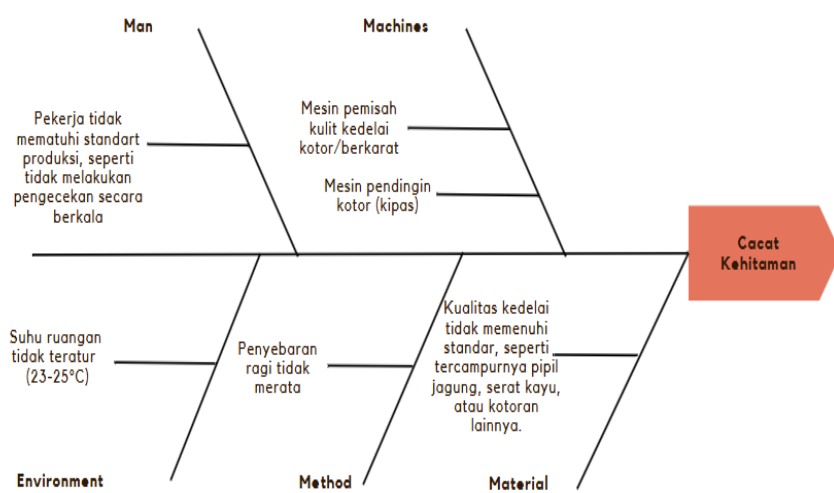 Man
Machines
Pekerja tidak
mematuhi standart
produksi, seperti
tidak melakukan
pengecekan secara
berkala
Mesin pemisah
kulit kedelai
kotor/berkarat
Mesin pendingin
kotor (kipas)
Cacat
Kehitaman
Suhu ruangan
tidak teratur
(23-25°C)
Penyebaran
ragi tidak
merata
Kualitas kedelai
tidak memenuhi
standar, seperti
tercampurnya pipil
jagung, serat kayu,
atau kotoran
lainnya.
Environment
Method
Material